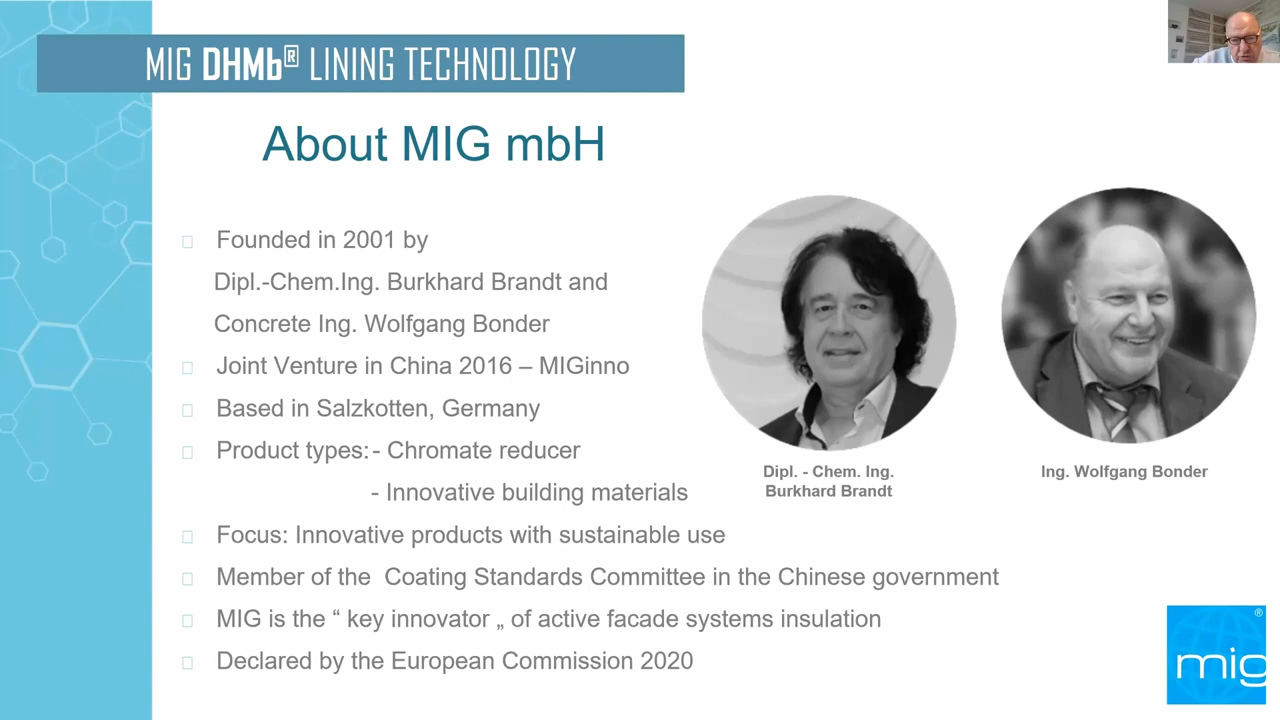 MIG DHMb® LINING TECHNOLOGY
About MIG mbH
Founded in 2001 by
Dipl.-Chem.Ing. Burkhard Brandt and
Concrete Ing. Wolfgang Bonder
Joint Venture in China 2016 – MIGinno
Based in Salzkotten, Germany
Product types:- Chromate reducer
- Innovative building materials
Focus: Innovative products with sustainable use
Member of the  Coating Standards Committee in the Chinese government
MIG is the “ key innovator „ of active facade systems insulation
Declared by the European Commission 2020
Dipl. - Chem. Ing.
Burkhard Brandt
Ing. Wolfgang Bonder
®
mig